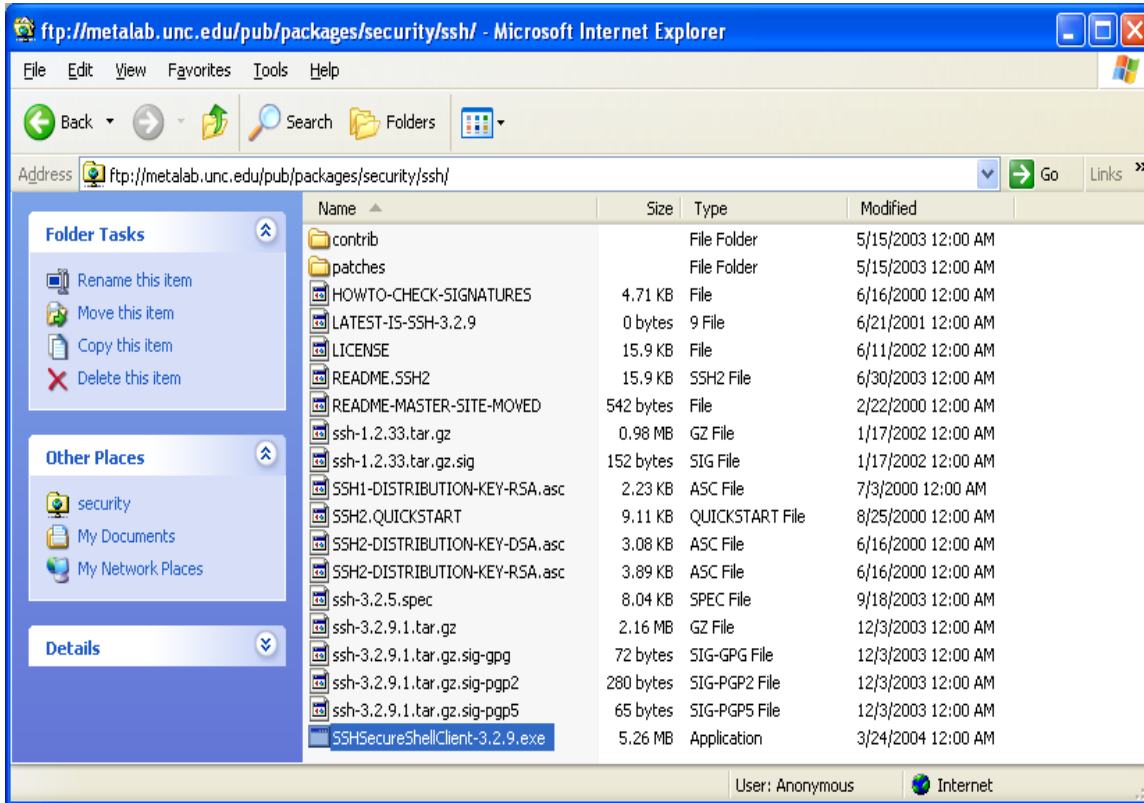 ftp://metalab.unc.edu/pub/packages/security/ssh/ - Microsoft Internet Explorer
File Edit View Favorites Tools Help
Back Search Folders
Address ftp://metalab.unc.edu/pub/packages/security/ssh/ Go Links »
Folder Tasks
Rename this item
Move this item
Copy this item
Delete this item
Other Places
security
My Documents
My Network Places
Details
Name Size Type Modified
contrib File Folder 5/15/2003 12:00 AM
patches File Folder 5/15/2003 12:00 AM
HOWTO-CHECK-SIGNATURES 4.71 KB File 6/16/2000 12:00 AM
LATEST-IS-SSH-3.2.9 0 bytes 9 File 6/21/2001 12:00 AM
LICENSE 15.9 KB File 6/11/2002 12:00 AM
README.SSH2 15.9 KB SSH2 File 6/30/2003 12:00 AM
README-MASTER-SITE-MOVED 542 bytes File 2/22/2000 12:00 AM
ssh-1.2.33.tar.gz 0.98 MB GZ File 1/17/2002 12:00 AM
ssh-1.2.33.tar.gz.sig 152 bytes SIG File 1/17/2002 12:00 AM
SSH1-DISTRIBUTION-KEY-RSA.asc 2.23 KB ASC File 7/3/2000 12:00 AM
SSH2.QUICKSTART 9.11 KB QUICKSTART File 8/25/2000 12:00 AM
SSH2-DISTRIBUTION-KEY-DSA.asc 3.08 KB ASC File 6/16/2000 12:00 AM
SSH2-DISTRIBUTION-KEY-RSA.asc 3.89 KB ASC File 6/16/2000 12:00 AM
ssh-3.2.5.spec 8.04 KB SPEC File 9/18/2003 12:00 AM
ssh-3.2.9.1.tar.gz 2.16 MB GZ File 12/3/2003 12:00 AM
ssh-3.2.9.1.tar.gz.sig-gpg 72 bytes SIG-GPG File 12/3/2003 12:00 AM
ssh-3.2.9.1.tar.gz.sig-pgp2 280 bytes SIG-PGP2 File 12/3/2003 12:00 AM
ssh-3.2.9.1.tar.gz.sig-pgp5 65 bytes SIG-PGP5 File 12/3/2003 12:00 AM
SSHSecureShellClient-3.2.9.exe 5.26 MB Application 3/24/2004 12:00 AM
User: Anonymous Internet